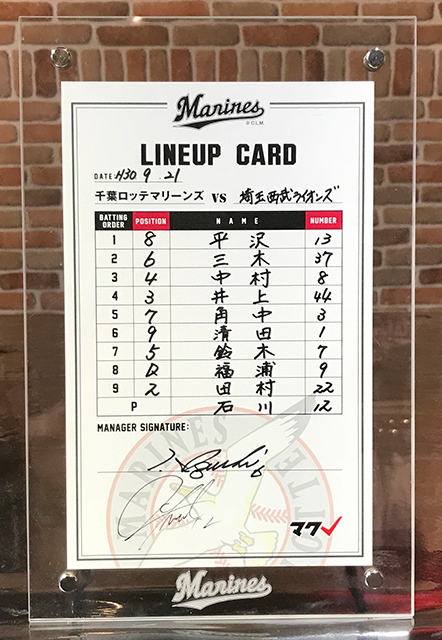 Marines
©C.L.M.
LINEUP CARD
DATE: H30 9 . 21
千葉ロッテマリーンズ VS 埼玉西武ライオンズ
BATTING ORDER POSITION NAME NUMBER
1 8 平沢 13
2 6 三木 37
3 4 中村 8
4 3 井上 44
5 7 角中 3
6 9 清田 1
7 5 鈴木 7
8 D 福浦 9
9 2 田村 22
P 石川 12
MANAGER SIGNATURE:
マク
Marines